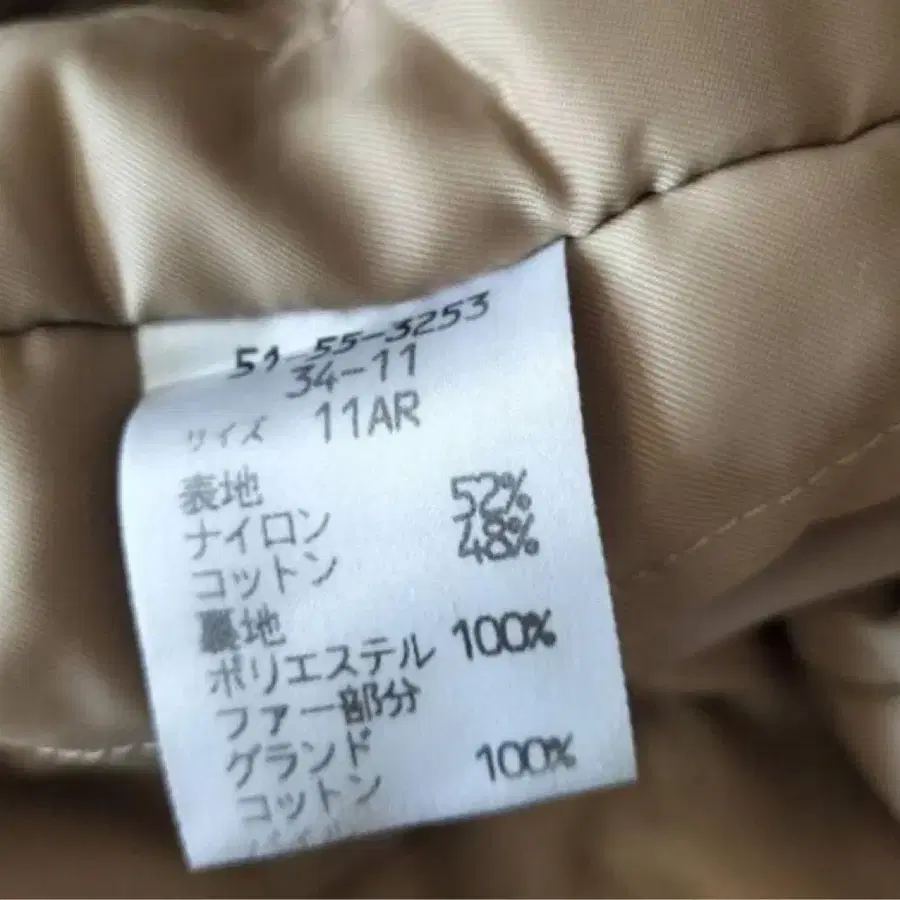 51-55-3253
34-11
サイズ 11AR
表地
ナイロン 52%
コットン 48%
裏地
ポリエステル 100%
ファー部分
グランド
コットン 100%